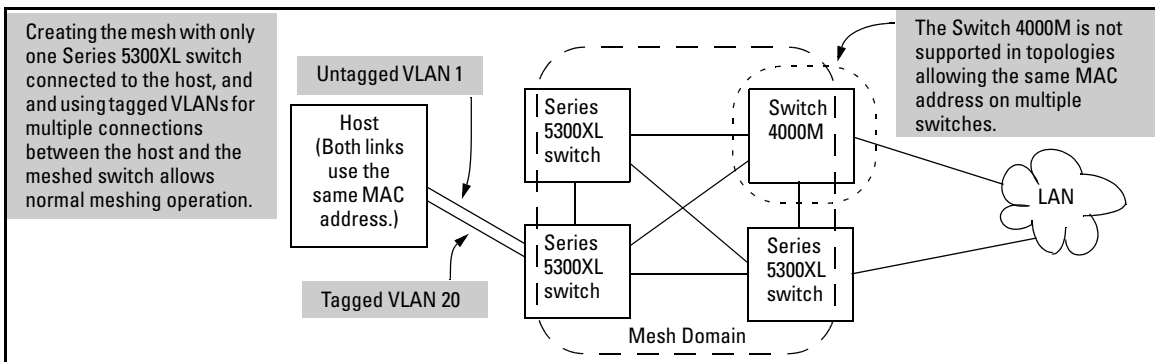 Creating the mesh with only
one Series 5300XL switch
connected to the host, and
and using tagged VLANs for
multiple connections
between the host and the
meshed switch allows
normal meshing operation.
Untagged VLAN 1
Host
(Both links
use the
same MAC
address.)
Tagged VLAN 20
Series
5300XL
switch
Switch
4000M
Series
5300XL
switch
Series
5300XL
switch
Mesh Domain
The Switch 4000M is not
supported in topologies
allowing the same MAC
address on multiple
switches.
LAN